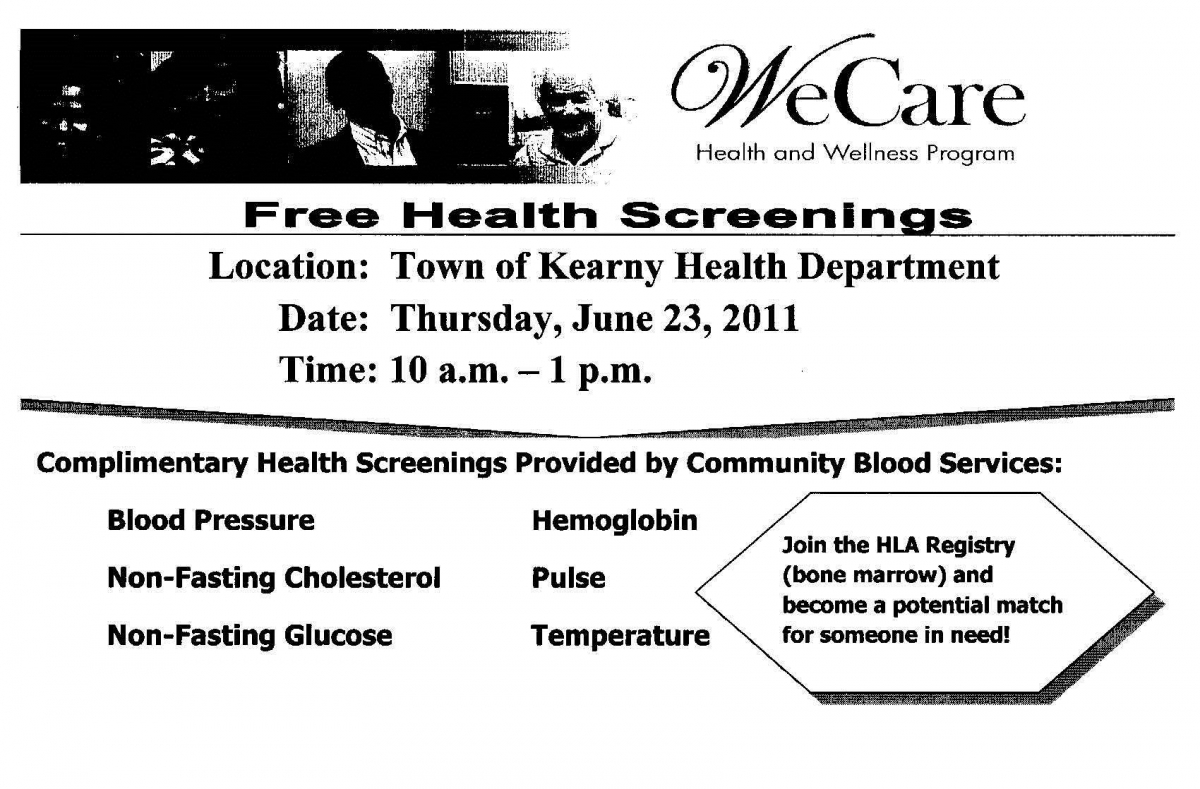 WeCare
Health and Wellness Program
Free Health Screenings
Location: Town of Kearny Health Department
Date: Thursday, June 23, 2011
Time: 10 a.m. – 1 p.m.
Complimentary Health Screenings Provided by Community Blood Services:
Blood Pressure
Non-Fasting Cholesterol
Non-Fasting Glucose
Hemoglobin
Pulse
Temperature
Join the HLA Registry
(bone marrow) and
become a potential match
for someone in need!